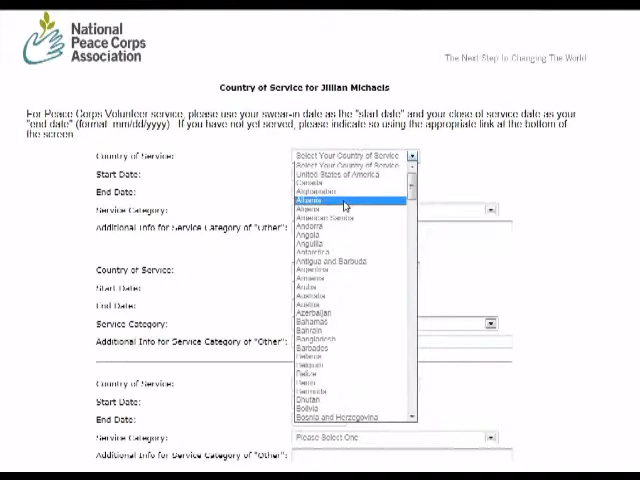 National
Peace Corps
Association
The Next Step to Changing The World
Country of Service for Jillian Michaels
For Peace Corps Volunteer service, please use your swear-in date as the "start date" and your close of service date as your
"end date" (format mm/dd/yyyy). If you have not yet served, please indicate so using the appropriate link at the bottom of
the screen
Country of Service:
Select Your Country of Service
Select Your Country of Service
United States of America
Start Date:
Canada
End Date:
Afghanistan
Albania
Algeria
Service Category:
American Samoa
Additional Info for Service Category of "Other":
Andorra
Angola
Anguilla
Antarctica
Antigua and Barbuda
Country of Service:
Argentina
Armenia
Start Date:
Aruba
Australia
End Date:
Austria
Azerbaijan
Service Category:
Bahamas
Bahrain
Additional Info for Service Category of "Other":
Bangladesh
Barbados
Belarus
Belgium
Belize
Country of Service:
Benin
Bermuda
Start Date:
Bhutan
Bolivia
End Date:
Bosnia and Herzegovina
Service Category:
Please Select One
Additional Info for Service Category of "Other":